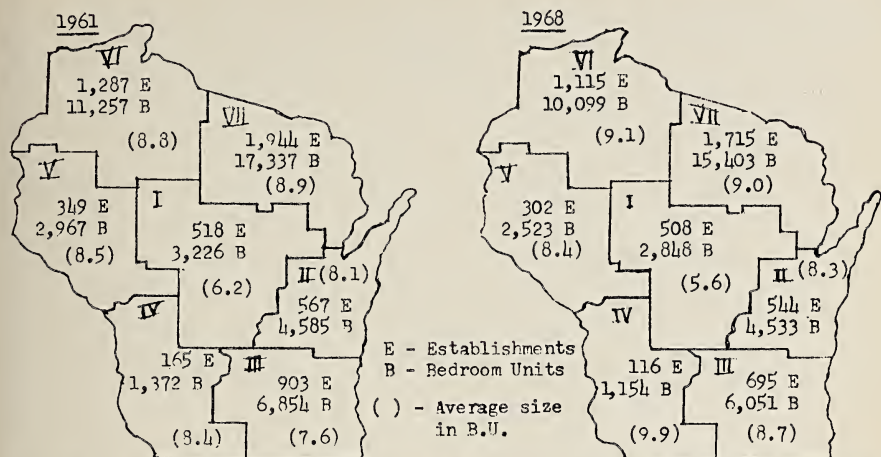 1961
VI
1,287 E
11,257 B
(8.8)
VII
1,944 E
17,337 B
(8.9)
V
349 E
2,967 B
(8.5)
I
518 E
3,226 B
(6.2)
II (8.1)
567 E
4,585 B
IV
165 E
1,372 B
(8.4)
III
903 E
6,854 B
(7.6)
E - Establishments
B - Bedroom Units
( ) - Average size
in B.U.
1968
VI
1,115 E
10,099 B
(9.1)
VII
1,715 E
15,403 B
(9.0)
V
302 E
2,523 B
(8.4)
I
508 E
2,848 B
(5.6)
II (8.3)
544 E
4,533 B
IV
116 E
1,154 B
(9.9)
III
695 E
6,051 B
(8.7)